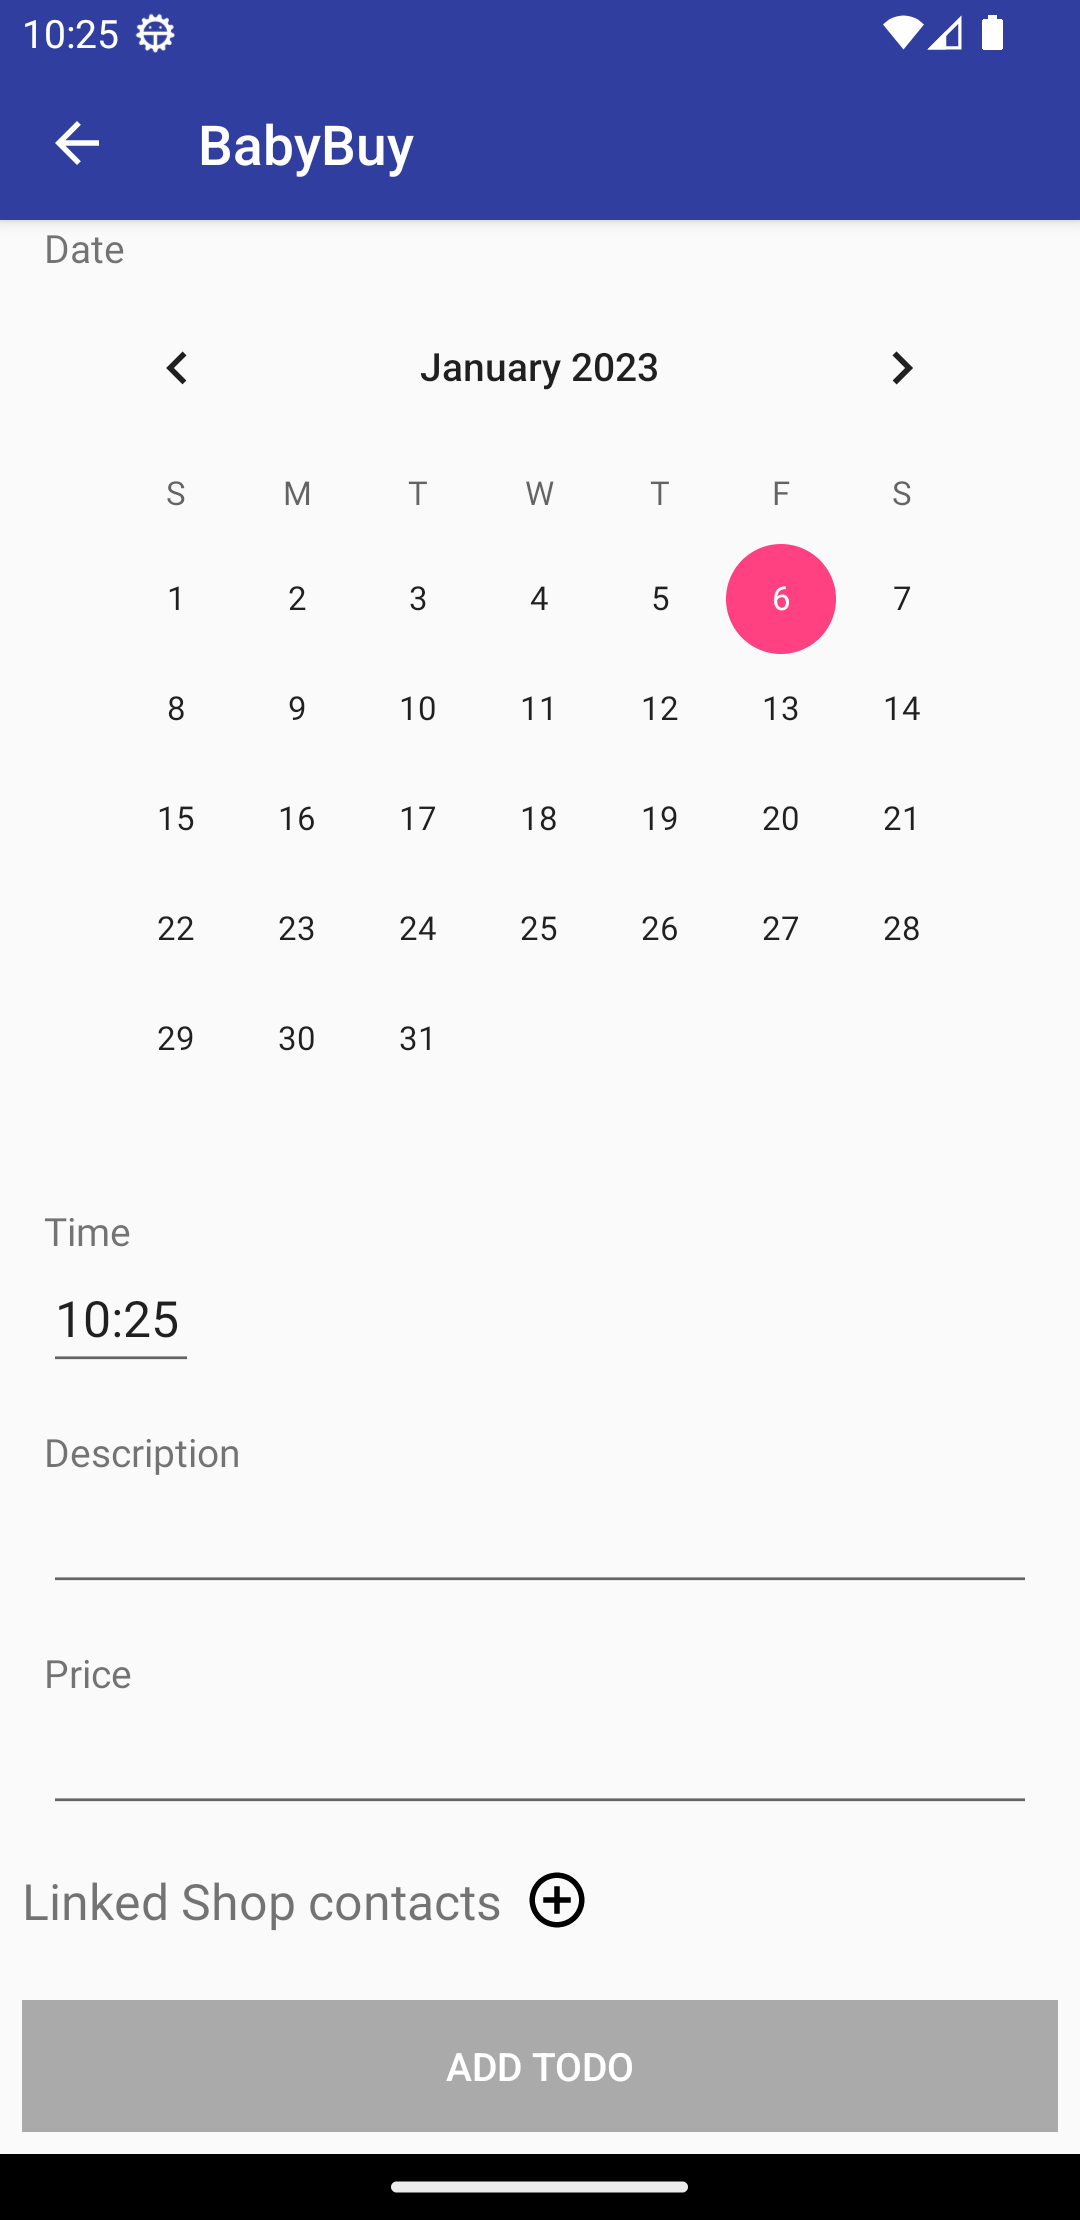 10:25
BabyBuy
Date
January 2023
S M T W T F S
1 2 3 4 5 6 7
8 9 10 11 12 13 14
15 16 17 18 19 20 21
22 23 24 25 26 27 28
29 30 31
Time
10:25
Description
Price
Linked Shop contacts
ADD TODO